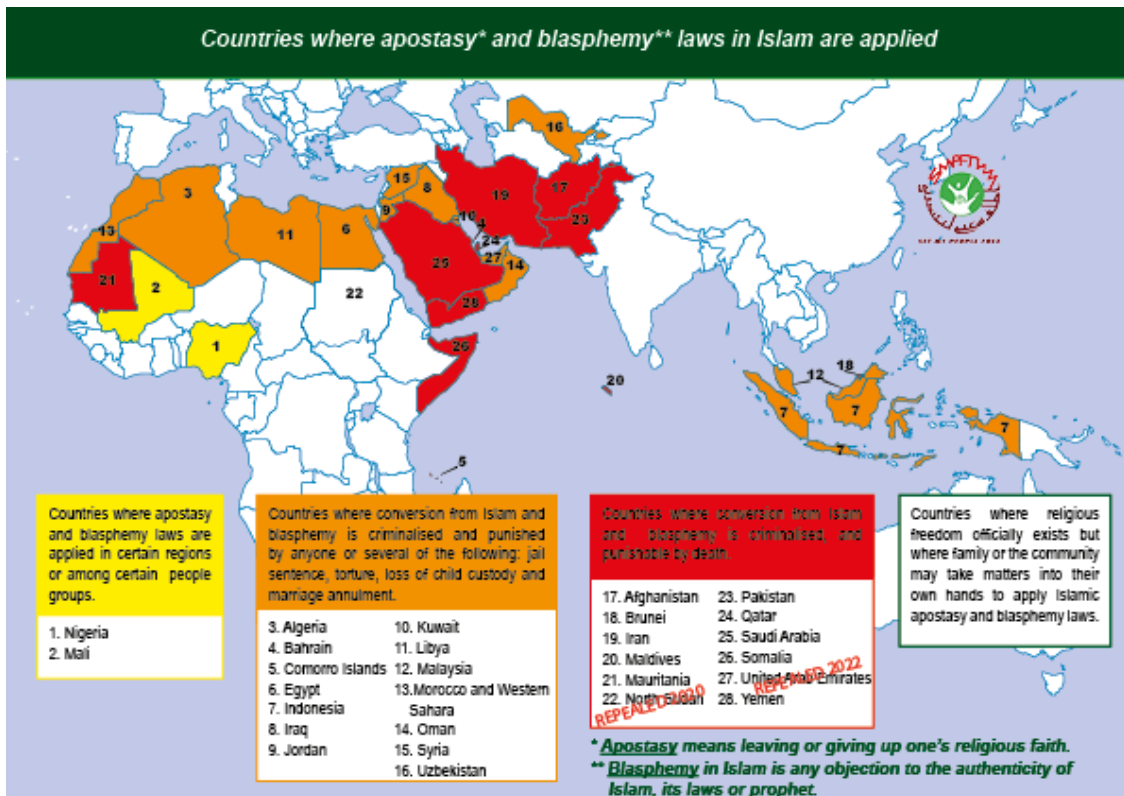 Countries where apostasy* and blasphemy** laws in Islam are applied
16
15
8
19
17
3
9
10
4
23
13
11
6
24
27
25
14
21
2
22
28
1
26
20
18
12
7
7
7
7
5
Countries where apostasy
and blasphemy laws are
applied in certain regions
or among certain people
groups.
1. Nigeria
2. Mali
Countries where conversion from Islam and
blasphemy is criminalised and punished
by anyone or several of the following: jail
sentence, torture, loss of child custody and
marriage annulment.
3. Algeria
4. Bahrain
5. Comorro Islands
6. Egypt
7. Indonesia
8. Iraq
9. Jordan
10. Kuwait
11. Libya
12. Malaysia
13. Morocco and Western
Sahara
14. Oman
15. Syria
16. Uzbekistan
Countries where conversion from Islam
and blasphemy is criminalised, and
punishable by death.
17. Afghanistan
18. Brunei
19. Iran
20. Maldives
21. Mauritania
22. North Sudan
REPEALED 2020
23. Pakistan
24. Qatar
25. Saudi Arabia
26. Somalia
27. United Arab Emirates
REPEALED 2022
28. Yemen
Countries where religious
freedom officially exists but
where family or the community
may take matters into their
own hands to apply Islamic
apostasy and blasphemy laws.
* Apostasy means leaving or giving up one's religious faith.
** Blasphemy in Islam is any objection to the authenticity of
Islam, its laws or prophet.